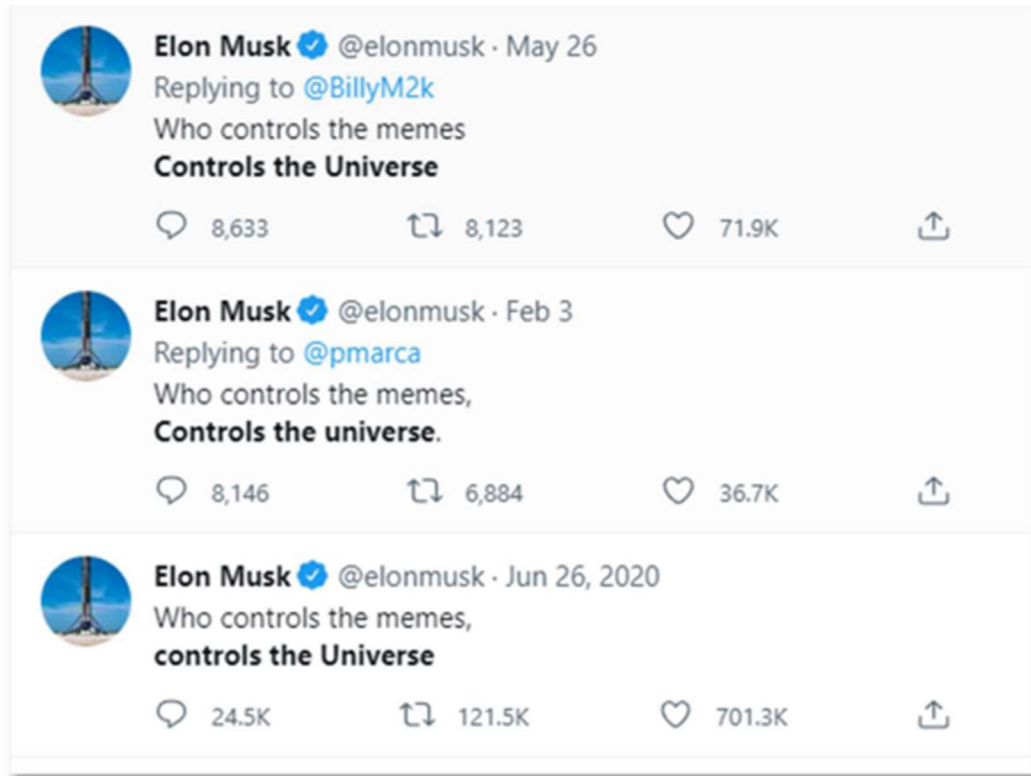 Elon Musk @elonmusk · May 26
Replying to @BillyM2k
Who controls the memes
Controls the Universe
8,633 8,123 71.9K
Elon Musk @elonmusk · Feb 3
Replying to @pmarca
Who controls the memes,
Controls the universe.
8,146 6,884 36.7K
Elon Musk @elonmusk · Jun 26, 2020
Who controls the memes,
controls the Universe
24.5K 121.5K 701.3K